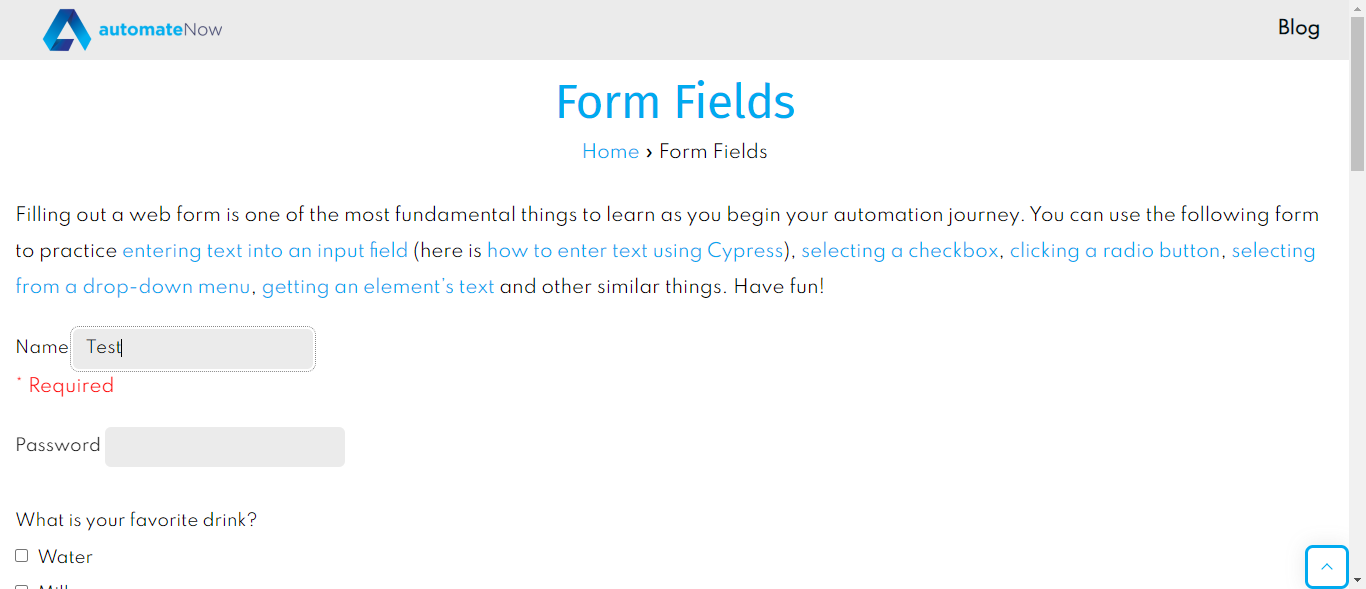 automateNow
Blog
Form Fields
Home › Form Fields
Filling out a web form is one of the most fundamental things to learn as you begin your automation journey. You can use the following form
to practice entering text into an input field (here is how to enter text using Cypress), selecting a checkbox, clicking a radio button, selecting
from a drop-down menu, getting an element's text and other similar things. Have fun!
Name Test
* Required
Password
What is your favorite drink?
Water